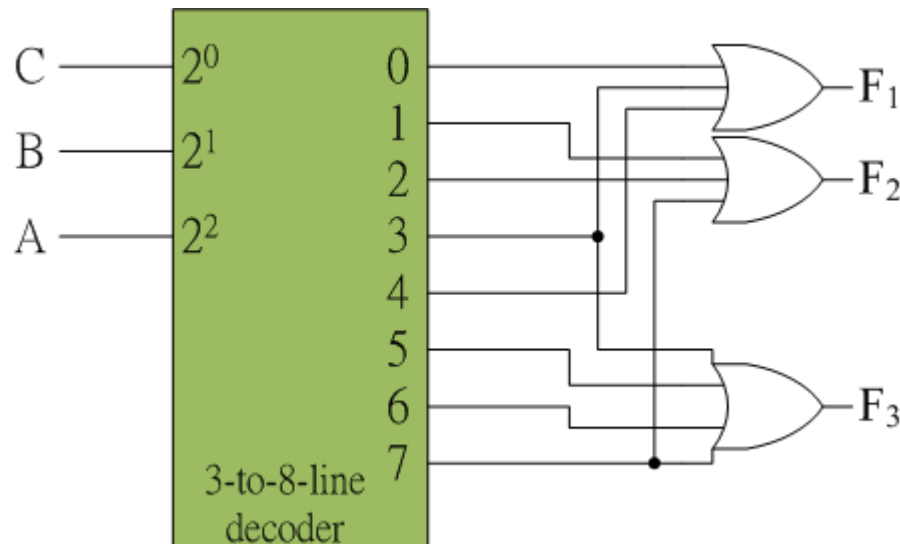 C 2⁰ 0 F₁
1
B 2¹
2 F₂
A 2² 3
4
5
6 F₃
7
3-to-8-line
decoder